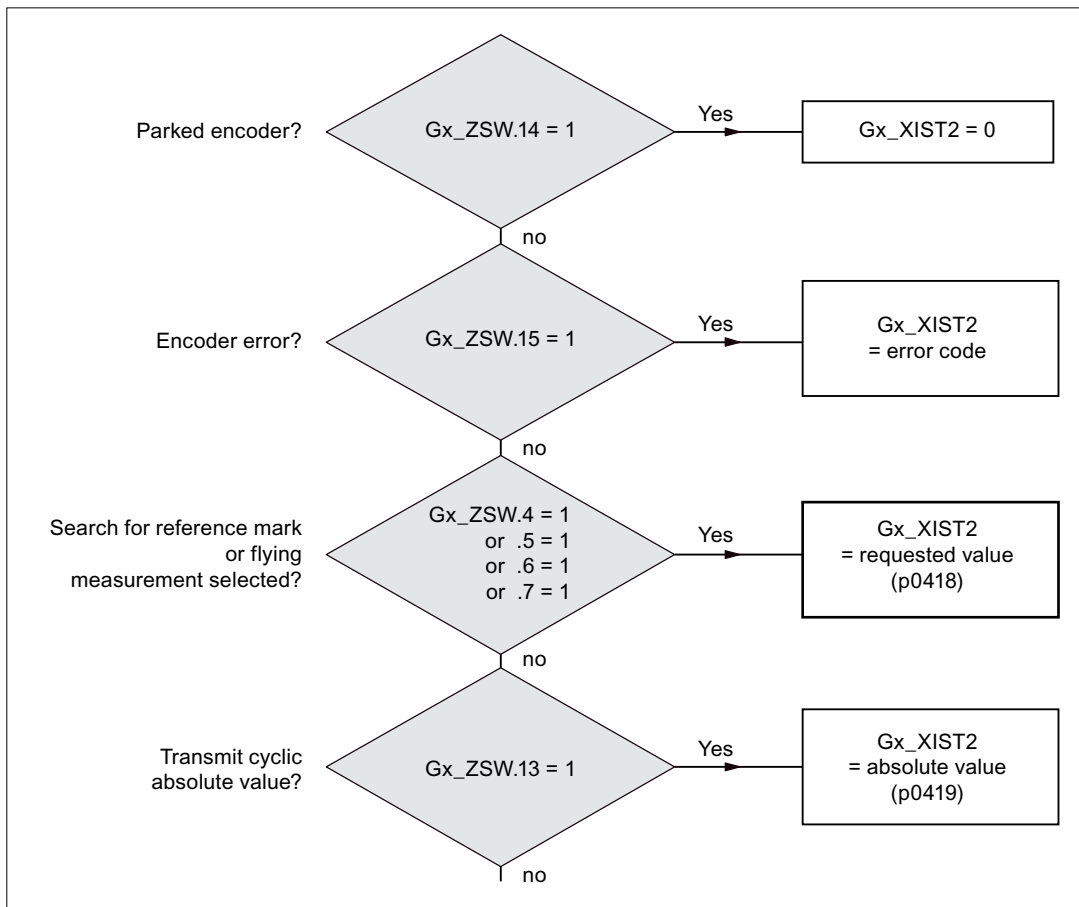 Parked encoder?
Gx_ZSW.14 = 1
Yes
Gx_XIST2 = 0
no
Encoder error?
Gx_ZSW.15 = 1
Yes
Gx_XIST2
= error code
no
Search for reference mark
or flying
measurement selected?
Gx_ZSW.4 = 1
or .5 = 1
or .6 = 1
or .7 = 1
Yes
Gx_XIST2
= requested value
(p0418)
no
Transmit cyclic
absolute value?
Gx_ZSW.13 = 1
Yes
Gx_XIST2
= absolute value
(p0419)
no